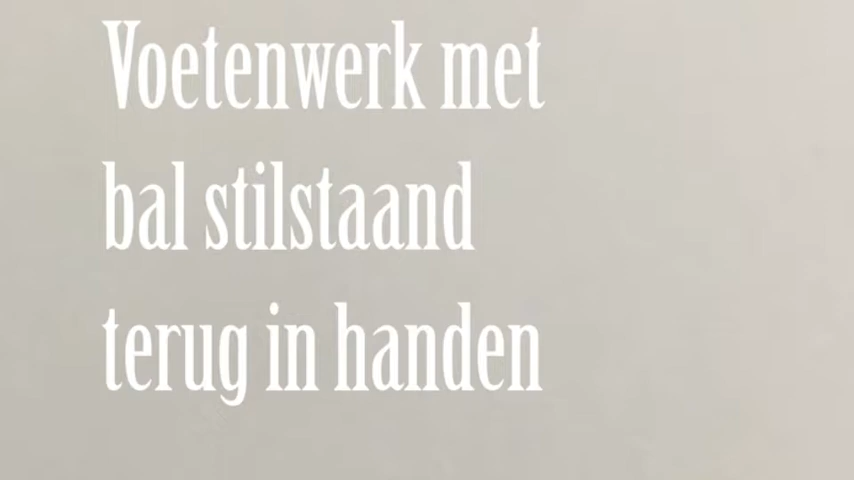 Voetenwerk met
bal stilstaand
terug in handen